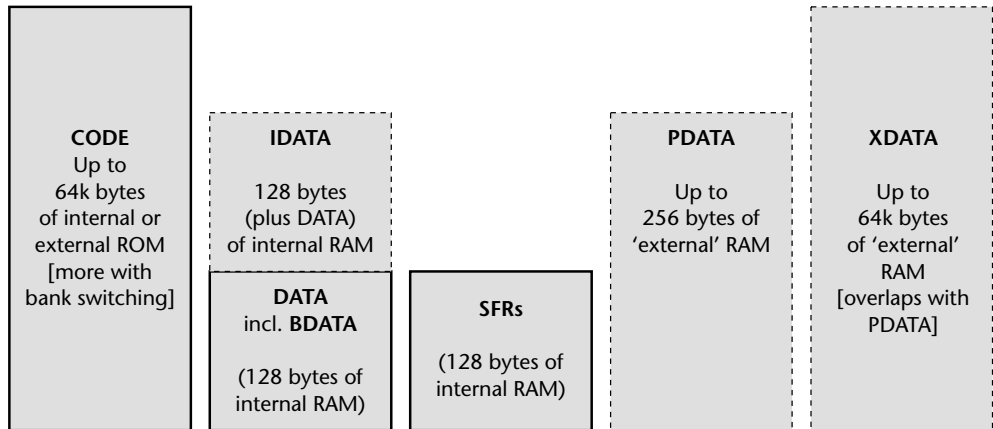 CODE
Up to
64k bytes
of internal or
external ROM
[more with
bank switching]
IDATA
128 bytes
(plus DATA)
of internal RAM
DATA
incl. BDATA
(128 bytes of
internal RAM)
SFRs
(128 bytes of
internal RAM)
PDATA
Up to
256 bytes of
‘external’ RAM
XDATA
Up to
64k bytes
of ‘external’
RAM
[overlaps with
PDATA]